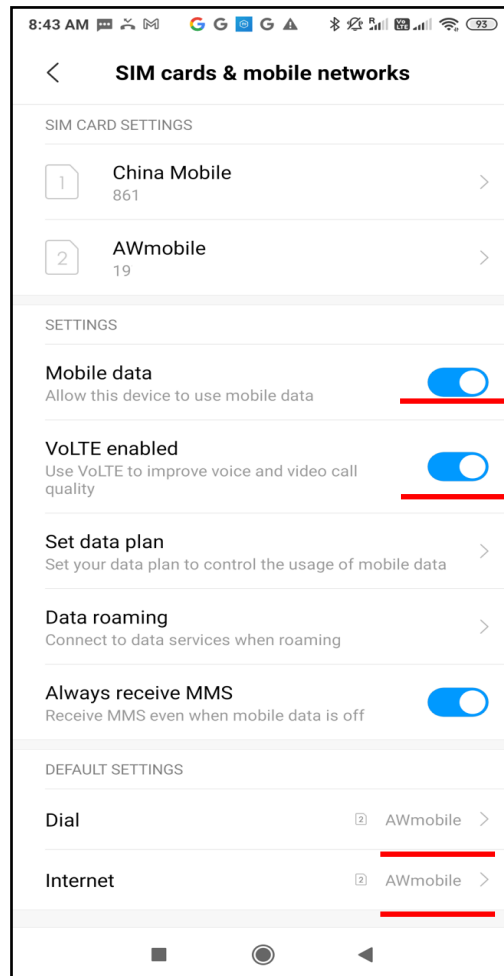 8:43 AM G G G R VO LTE 93
SIM cards & mobile networks
SIM CARD SETTINGS
1 China Mobile
861
2 AWmobile
19
SETTINGS
Mobile data
Allow this device to use mobile data
VoLTE enabled
Use VoLTE to improve voice and video call
quality
Set data plan
Set your data plan to control the usage of mobile data
Data roaming
Connect to data services when roaming
Always receive MMS
Receive MMS even when mobile data is off
DEFAULT SETTINGS
Dial 2 AWmobile
Internet 2 AWmobile